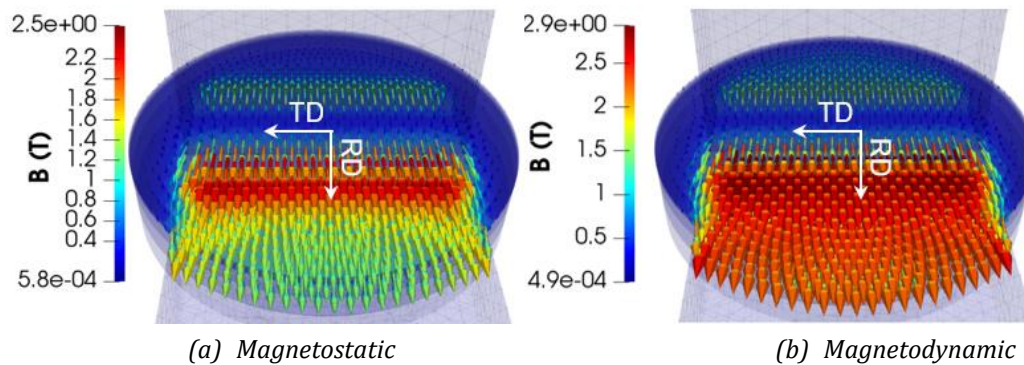 2.5e+00
2.2
2
1.8
1.6
1.4
1.2
1
0.8
0.6
0.4
5.8e-04
B (T)
TD
RD
2.9e+00
2.5
2
1.5
1
0.5
4.9e-04
B (T)
TD
RD
(a) Magnetostatic
(b) Magnetodynamic